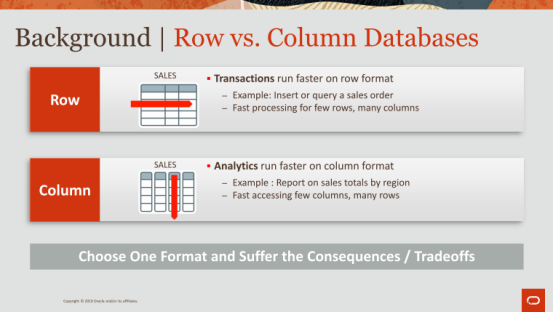 Background | Row vs. Column Databases
Row
SALES
▪ Transactions run faster on row format
– Example: Insert or query a sales order
– Fast processing for few rows, many columns
Column
SALES
▪ Analytics run faster on column format
– Example : Report on sales totals by region
– Fast accessing few columns, many rows
Choose One Format and Suffer the Consequences / Tradeoffs
Copyright © 2019 Oracle and/or its affiliates.